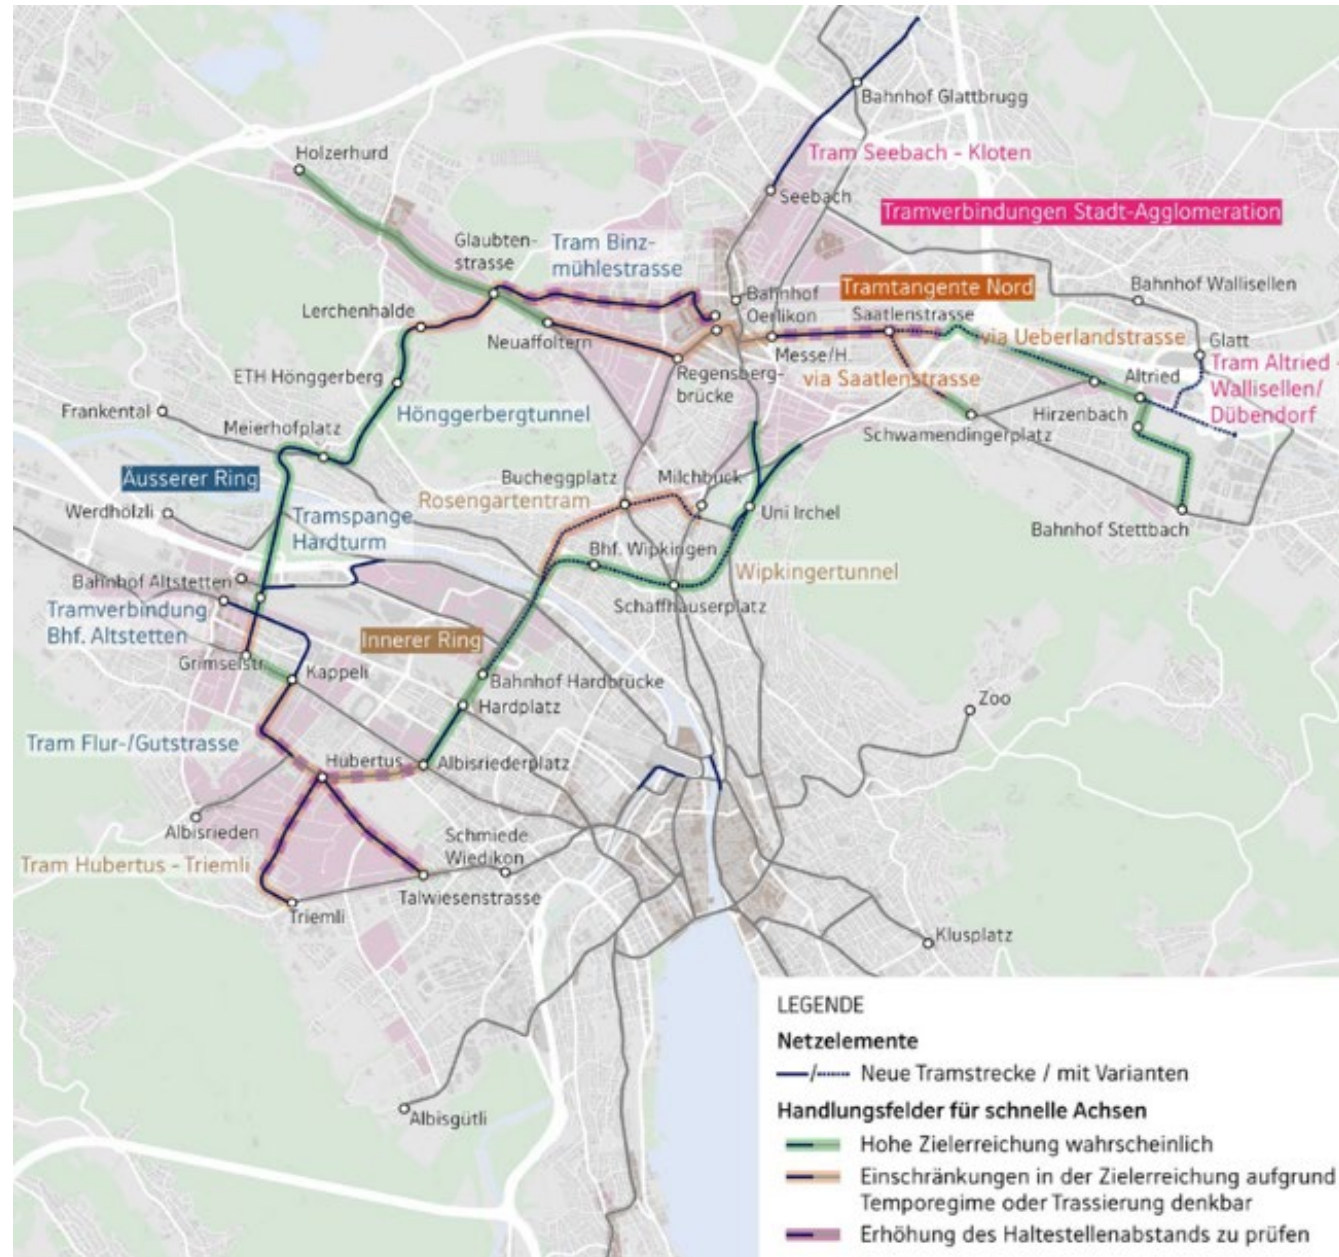 Bahnhof Glattbrugg
Tram Seebach - Kloten
Holzerhurd
Seebach
Tramverbindungen Stadt-Agglomeration
Glaubten-
strasse
Tram Binz-
mühlestrasse
Bahnhof Wallisellen
Bahnhof
Oerlikon
Tramtangente Nord
Lerchenhalde
Saatlenstrasse
via Ueberlandstrasse
Glatt
Neuaffoltern
Messe/H.
Tram Altried -
Wallisellen/
Dübendorf
Regensberg-
brücke
via Saatlenstrasse
Altried
ETH Hönggerberg
Frankental
Hönggerbergtunnel
Hirzenbach
Meierhofplatz
Schwamendingerplatz
Äusserer Ring
Bucheggplatz
Milchbuck
Rosengartentram
Werdhölzli
Tramspange
Hardturm
Uni Irchel
Bahnhof Stettbach
Bhf. Wipkingen
Wipkingertunnel
Bahnhof Altstetten
Schaffhauserplatz
Tramverbindung
Bhf. Altstetten
Innerer Ring
Grimselstr.
Kappeli
Bahnhof Hardbrücke
Hardplatz
Zoo
Tram Flur-/Gutstrasse
Hubertus
Albisriederplatz
Albisrieden
Schmiede
Wiedikon
Tram Hubertus - Triemli
Talwiesenstrasse
Triemli
Klusplatz
Albisgütli
LEGENDE
Netzelemente
/ Neue Tramstrecke / mit Varianten
Handlungsfelder für schnelle Achsen
Hohe Zielerreichung wahrscheinlich
Einschränkungen in der Zielerreichung aufgrund
Temporegime oder Trassierung denkbar
Erhöhung des Haltestellenabstands zu prüfen